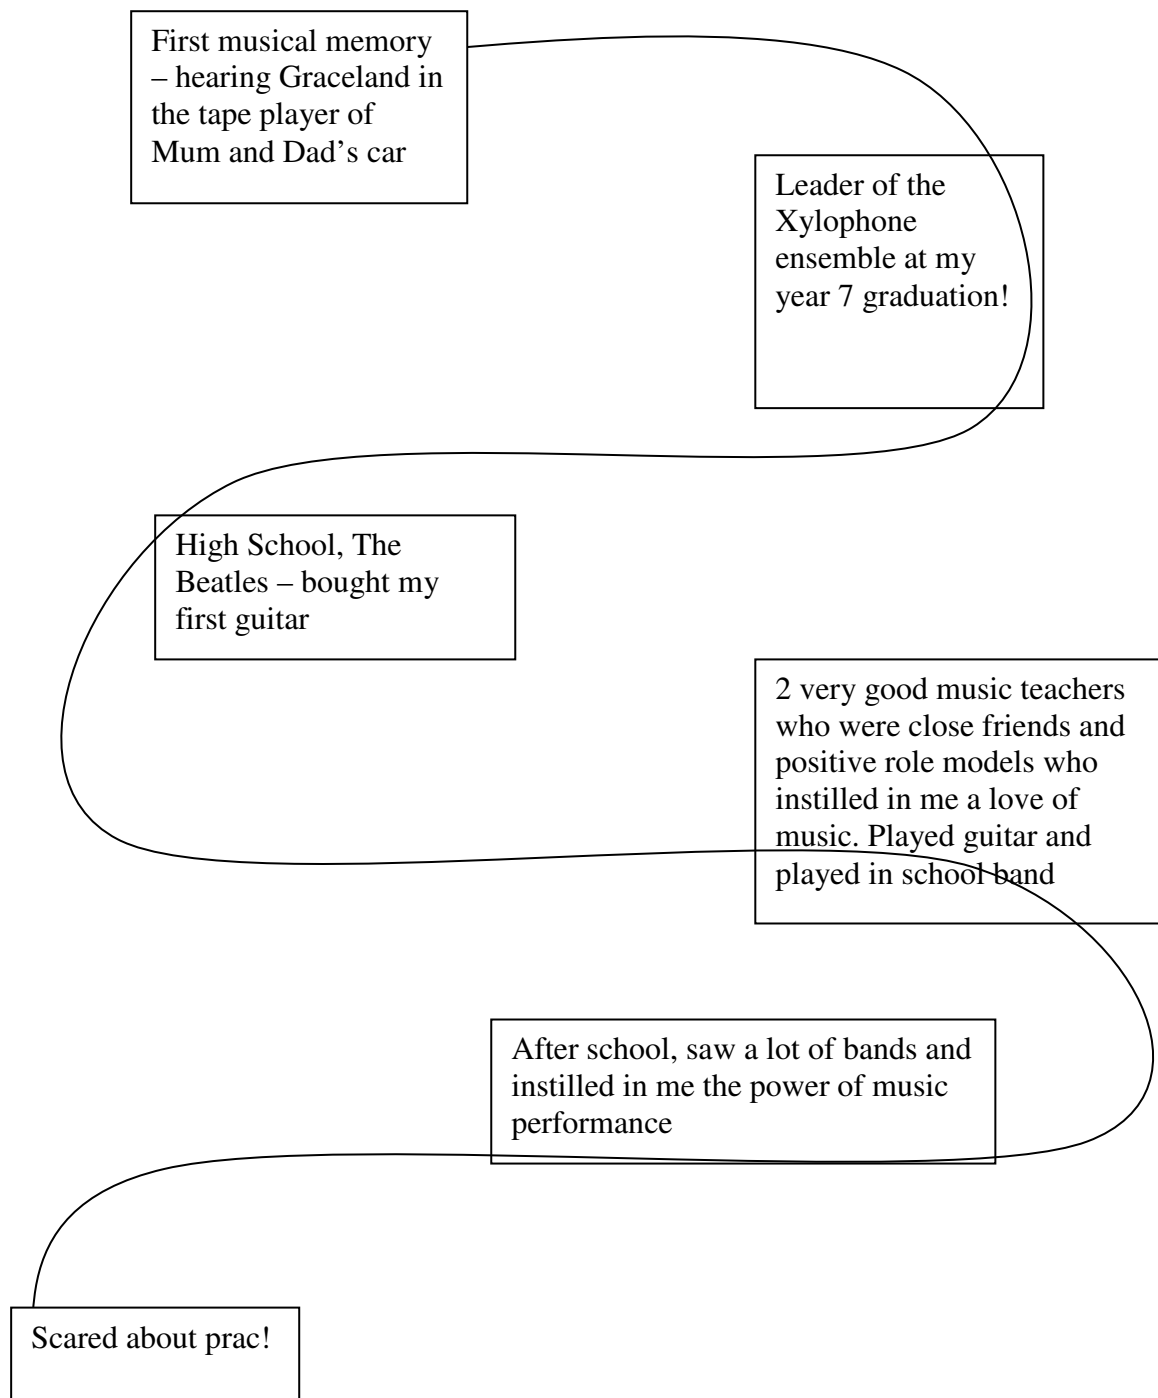 First musical memory
– hearing Graceland in
the tape player of
Mum and Dad’s car
Leader of the
Xylophone
ensemble at my
year 7 graduation!
High School, The
Beatles – bought my
first guitar
2 very good music teachers
who were close friends and
positive role models who
instilled in me a love of
music. Played guitar and
played in school band
After school, saw a lot of bands and
instilled in me the power of music
performance
Scared about prac!